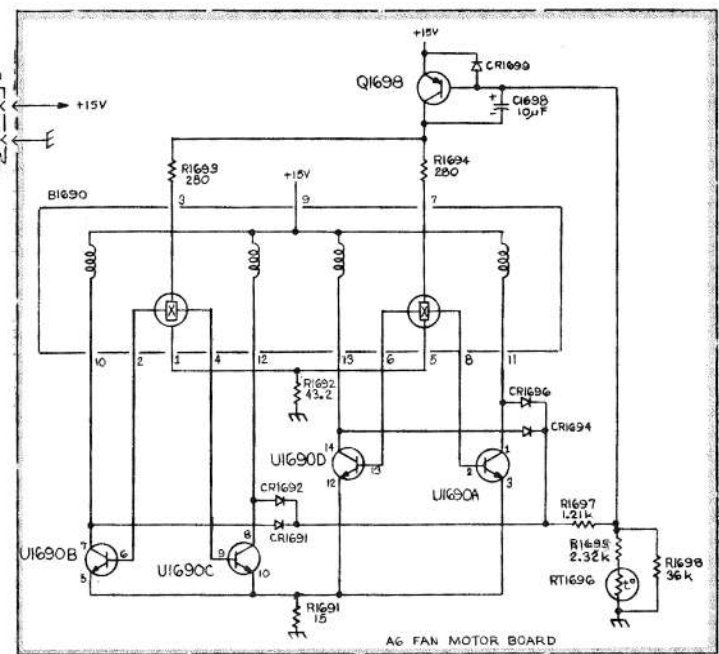 +15V
CR1699
Q1698
C1698
+
10µF
-
+15V
R1693
280
R1694
280
+15V
B1690
3
9
7
10
2
1
4
12
13
6
5
8
11
R1692
43.2
CR1696
CR1694
14
U1690D
13
12
1
2
3
U1690A
CR1692
CR1691
R1697
1.21K
7
U1690B
6
8
9
U1690C
10
R1695
2.32K
R1698
36K
RT1696
t°
R1691
15
A6 FAN MOTOR BOARD